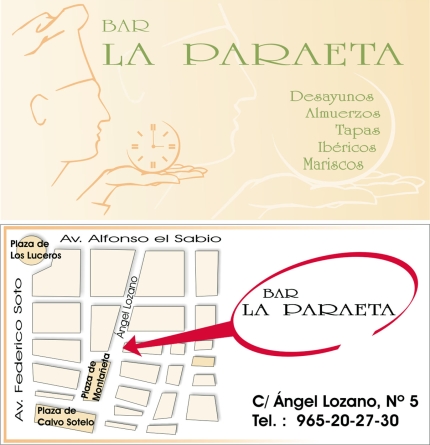 BAR
LA PARAETA
Desayunos
Almuerzos
Tapas
Ibéricos
Mariscos
Plaza de
Los Luceros
Av. Alfonso el Sabio
Av. Federico Soto
Ángel Lozano
Plaza de
Montañeta
Plaza de
Calvo Sotelo
BAR
LA PARAETA
C/ Ángel Lozano, Nº 5
Tel. : 965-20-27-30